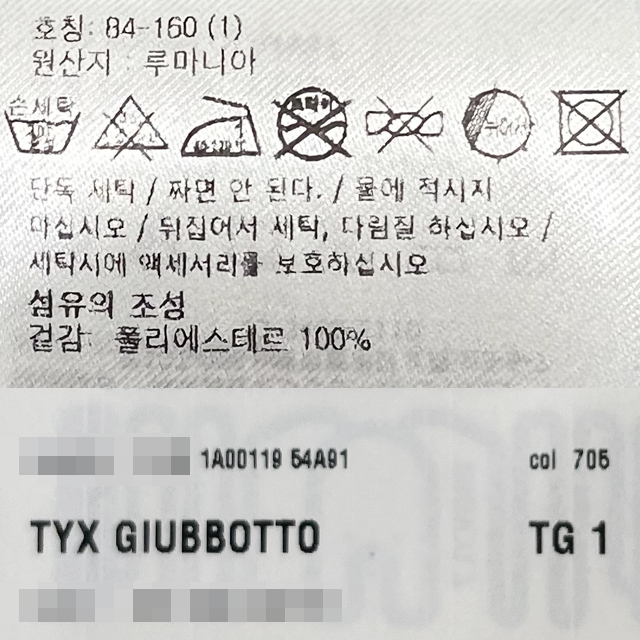 호칭: 84-160 (1)
원산지 : 루마니아
손세탁
단독 세탁 / 짜면 안 된다. / 물에 적시지
마십시오 / 뒤집어서 세탁, 다림질 하십시오 /
세탁시에 액세서리를 보호하십시오
섬유의 조성
겉감: 폴리에스테르 100%
1A00119 54A91 col 705
TYX GIUBBOTTO TG 1